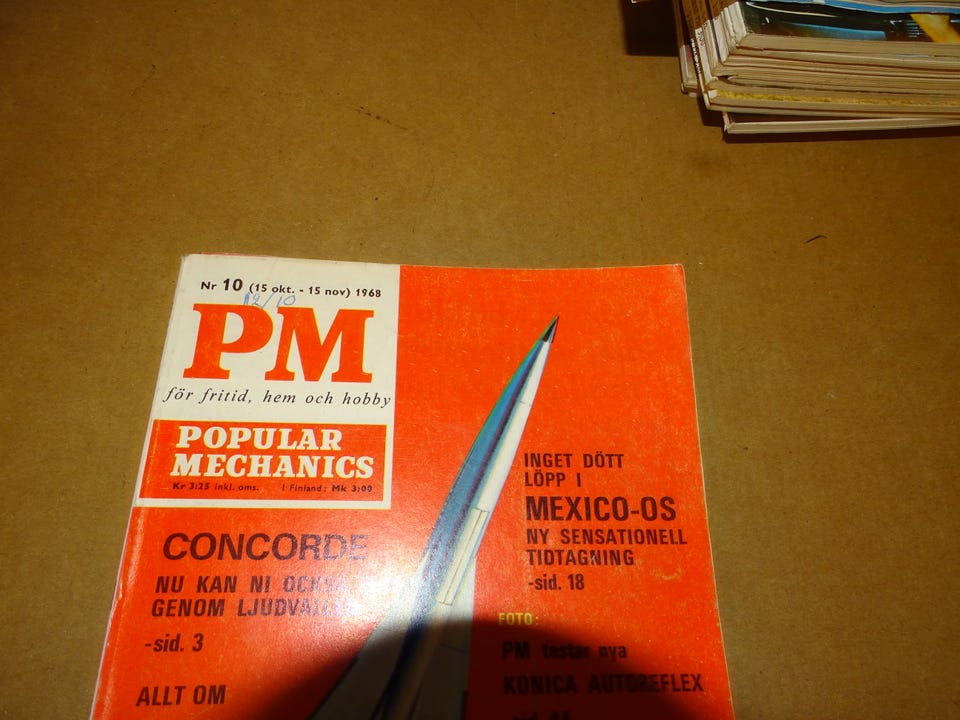 Nr 10 (15 okt. - 15 nov) 1968
12/10
PM
för fritid, hem och hobby
POPULAR
MECHANICS
Kr 3:25 inkl. oms. I Finland: Mk 3:00
CONCORDE
NU KAN NI
GENOM
-sid. 3
ALLT OM
INGET DÖTT
LÖPP I
MEXICO-OS
NY SENSATIONELL
TIDTAGNING
-sid. 18
FOTO:
PM testar nya
KONICA AUTOREFLEX